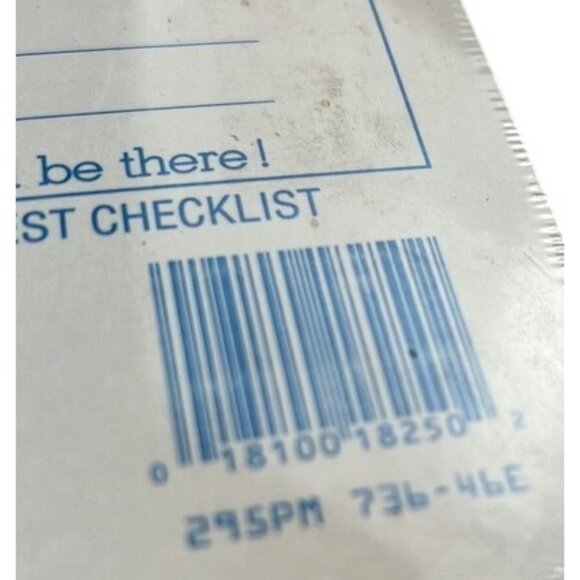 be there!
EST CHECKLIST
0 18100 18250 2
295PM 736-46E